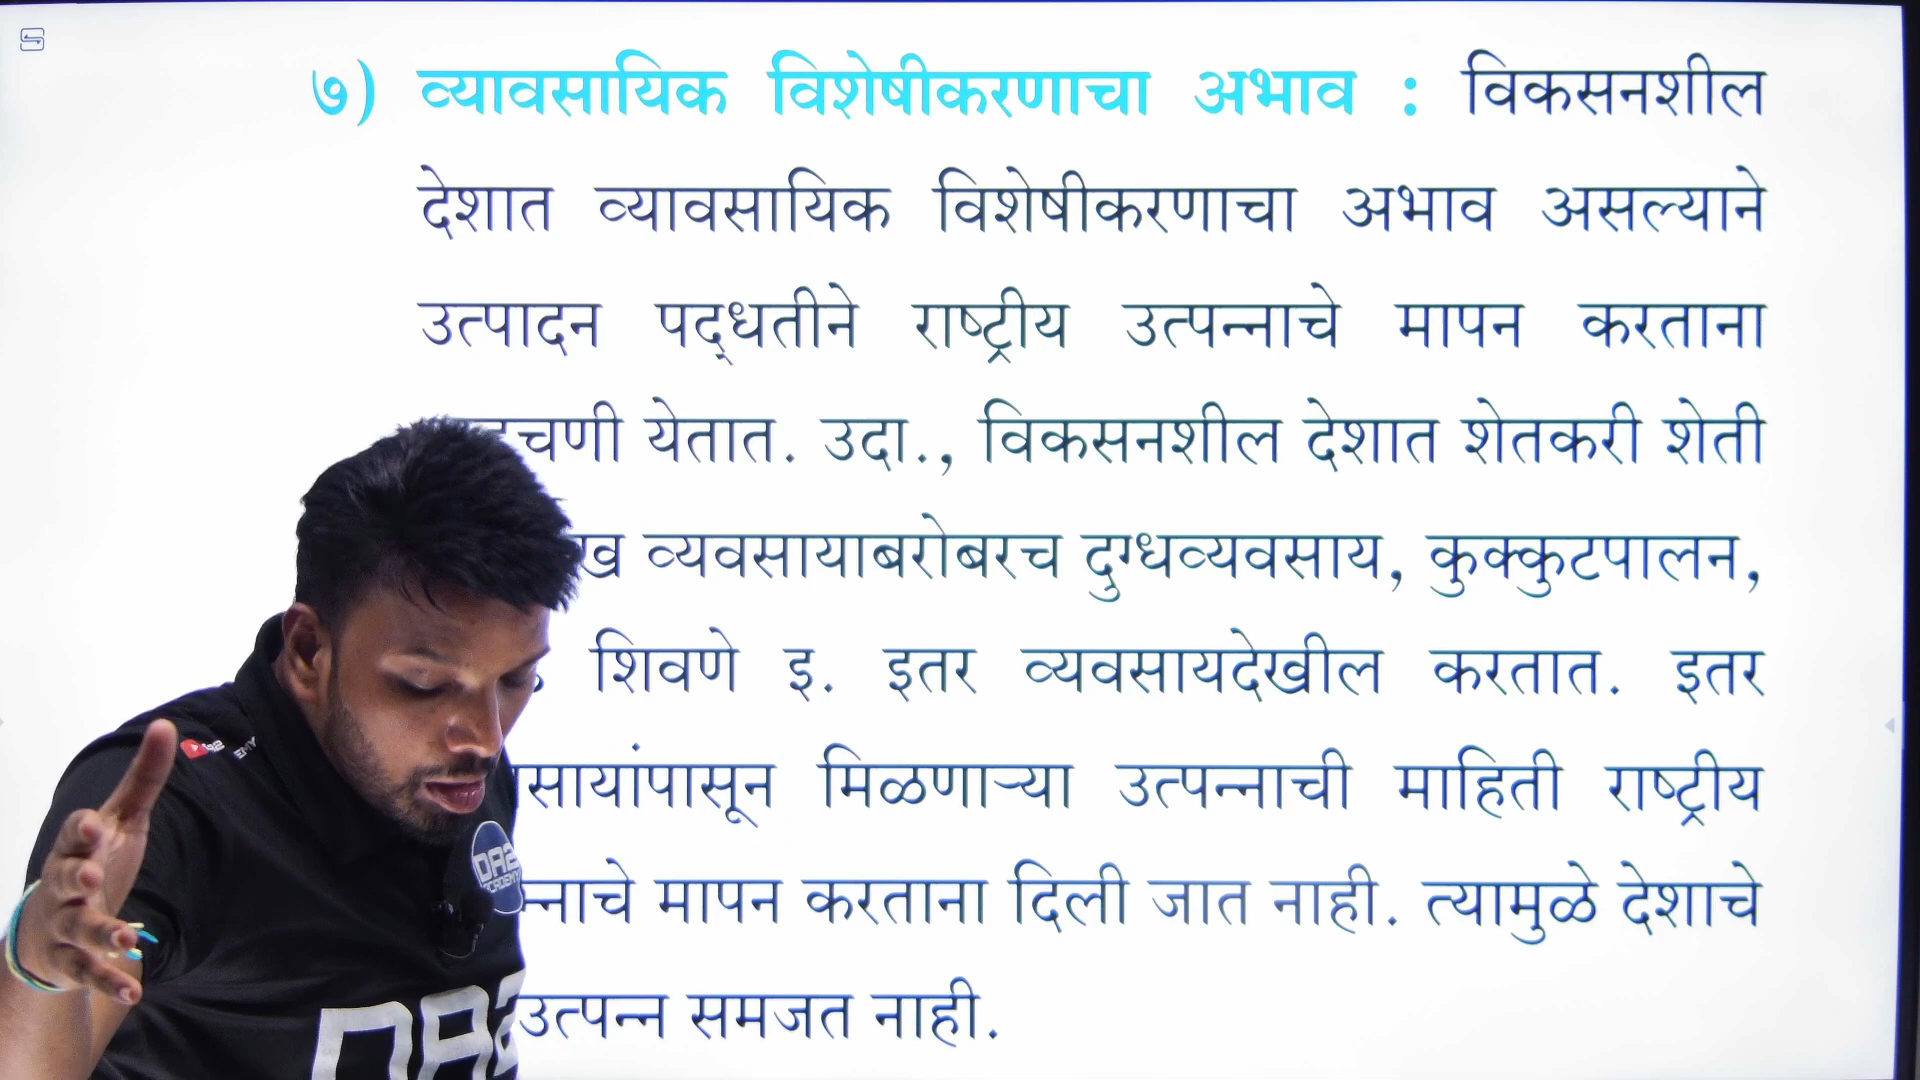 ७) व्यावसायिक विशेषीकरणाचा अभाव : विकसनशील
देशात व्यावसायिक विशेषीकरणाचा अभाव असल्याने
उत्पादन पद्धतीने राष्ट्रीय उत्पन्नाचे मापन करताना
येतात. उदा., विकसनशील देशात शेतकरी शेती
व्यवसायाबरोबरच दुग्धव्यवसाय, कुक्कुटपालन,
शिवणे इ. इतर व्यवसायदेखील करतात. इतर
मिळणाऱ्या उत्पन्नाची माहिती राष्ट्रीय
मापन करताना दिली जात नाही. त्यामुळे देशाचे
उत्पन्न समजत नाही.